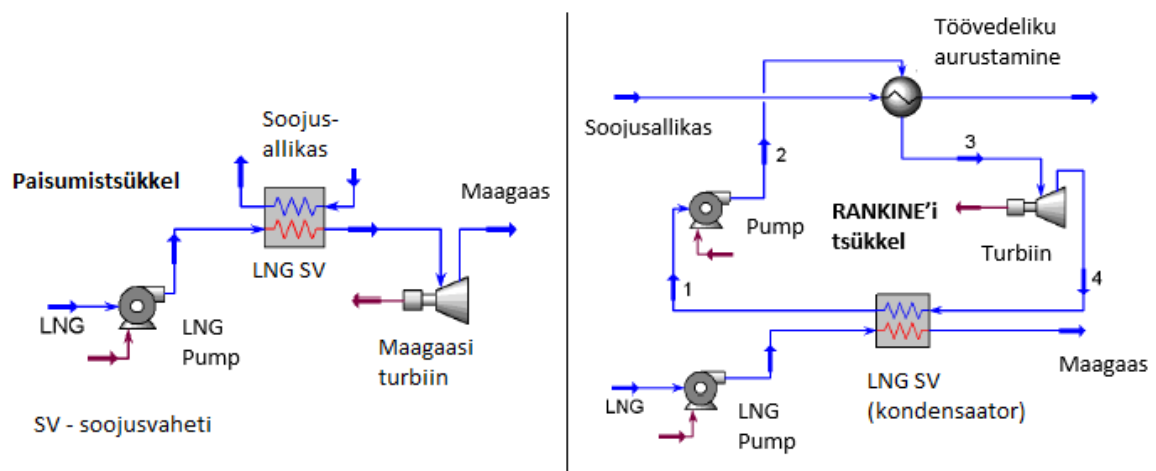 Soojus-
allikas
Paisumistsükkel
Maagaas
LNG SV
LNG
LNG
Pump
Maagaasi
turbiin
SV - soojusvaheti
Töövedeliku
aurustamine
Soojusallikas
2
3
Pump
RANKINE'i
tsükkel
Turbiin
1
4
LNG
LNG
Pump
LNG SV
(kondensaator)
Maagaas